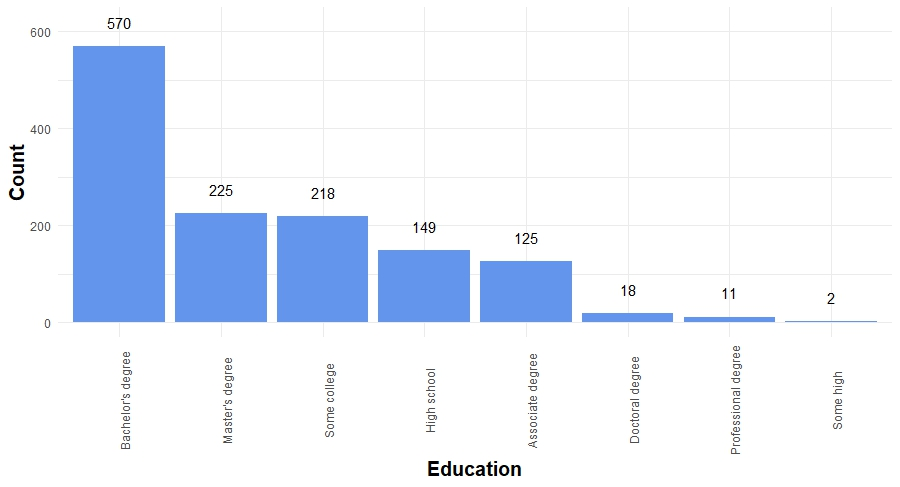 570
600
225
218
149
125
18
11
2
400
200
0
Count
Bachelor's degree
Master's degree
Some college
High school
Associate degree
Doctoral degree
Professional degree
Some high
Education